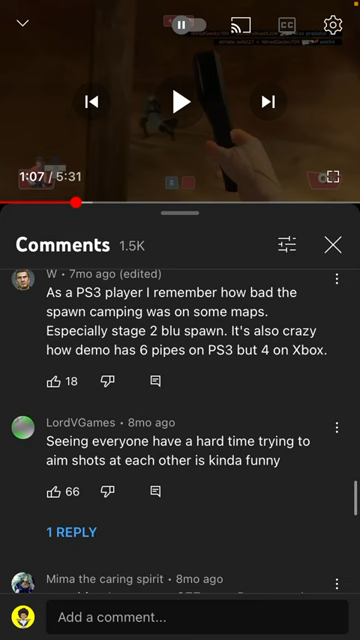 CC
1:07 / 5:31
Comments 1.5K
W • 7mo ago (edited)
As a PS3 player I remember how bad the
spawn camping was on some maps.
Especially stage 2 blu spawn. It's also crazy
how demo has 6 pipes on PS3 but 4 on Xbox.
18
LordVGames • 8mo ago
Seeing everyone have a hard time trying to
aim shots at each other is kinda funny
66
1 REPLY
Mima the caring spirit • 8mo ago
Add a comment...